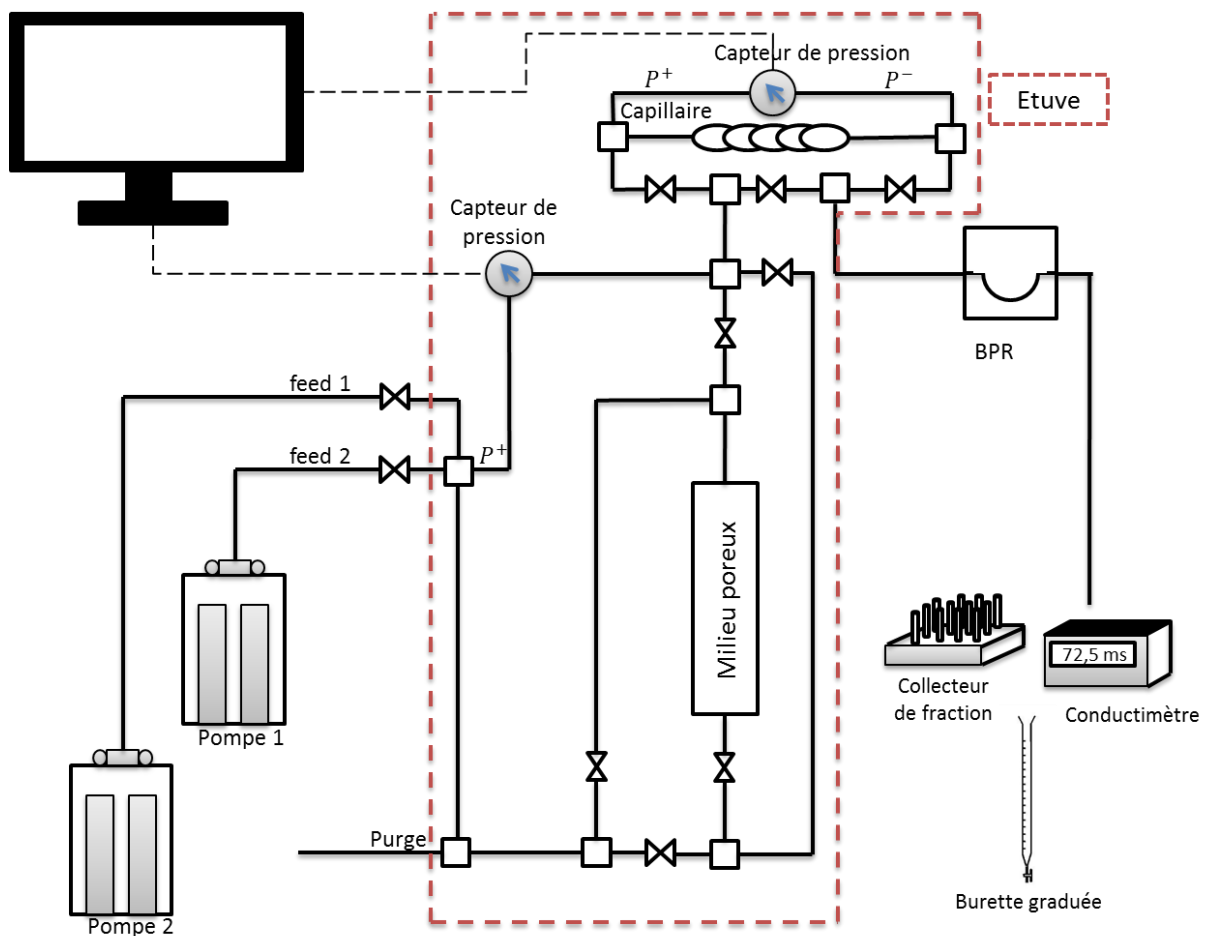 Capteur de pression
P⁺
P⁻
Etuve
Capillaire
Capteur de
pression
BPR
feed 1
feed 2
P⁺
Milieu poreux
72,5 ms
Collecteur
de fraction
Conductimètre
Pompe 1
Purge
Burette graduée
Pompe 2